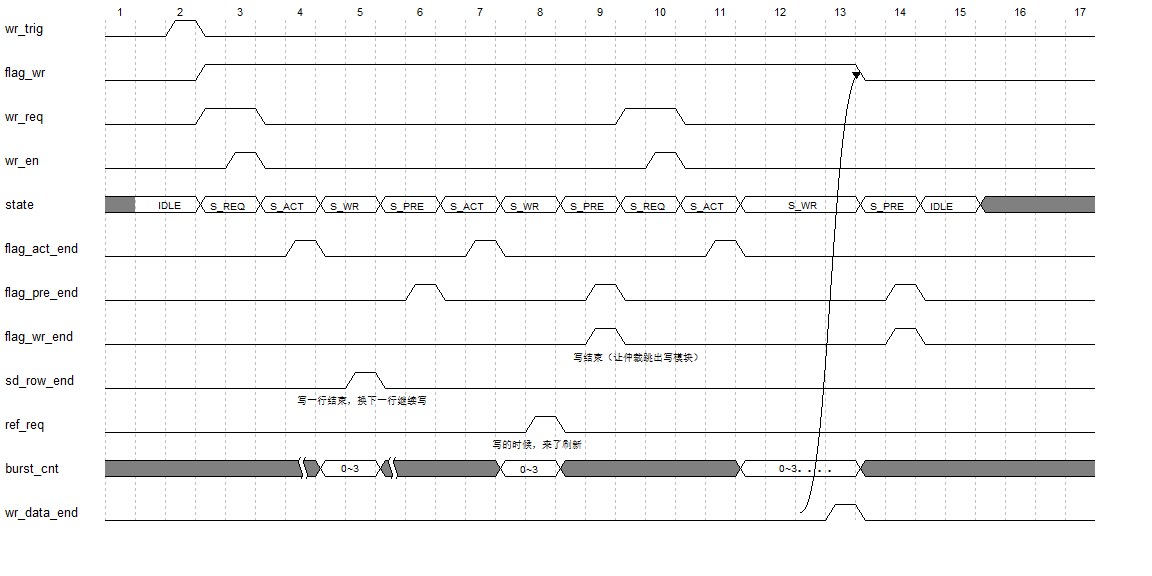 1 2 3 4 5 6 7 8 9 10 11 12 13 14 15 16 17
wr_trig
flag_wr
wr_req
wr_en
state IDLE S_REQ S_ACT S_WR S_PRE S_ACT S_WR S_PRE S_REQ S_ACT S_WR S_PRE IDLE
flag_act_end
flag_pre_end
flag_wr_end
写结束（让仲裁跳出写模块）
sd_row_end
写一行结束，换下一行继续写
ref_req
写的时候，来了刷新
burst_cnt 0~3 0~3 0~3....
wr_data_end